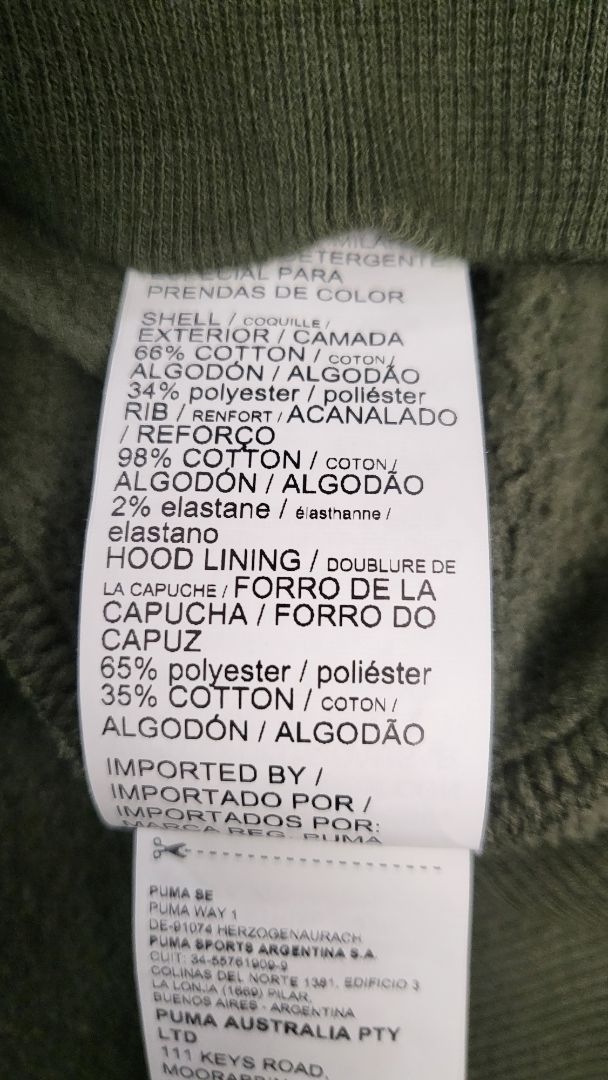 DETERGENTE
ESPECIAL PARA
PRENDAS DE COLOR
SHELL / COQUILLE /
EXTERIOR / CAMADA
66% COTTON / COTON /
ALGODÓN / ALGODÃO
34% polyester / poliéster
RIB / RENFORT / ACANALADO
/ REFORÇO
98% COTTON / COTON /
ALGODÓN / ALGODÃO
2% elastane / élasthanne /
elastano
HOOD LINING / DOUBLURE DE
LA CAPUCHE / FORRO DE LA
CAPUCHA / FORRO DO
CAPUZ
65% polyester / poliéster
35% COTTON / COTON /
ALGODÓN / ALGODÃO
IMPORTED BY /
IMPORTADO POR /
IMPORTADOS POR:
MARCA REG. PUMA
PUMA SE
PUMA WAY 1
DE-91074 HERZOGENAURACH
PUMA SPORTS ARGENTINA S.A.
CUIT: 34-55761909-9
COLINAS DEL NORTE 1391. EDIFICIO 3
LA LONJA (1669) PILAR,
BUENOS AIRES - ARGENTINA
PUMA AUSTRALIA PTY
LTD
111 KEYS ROAD,